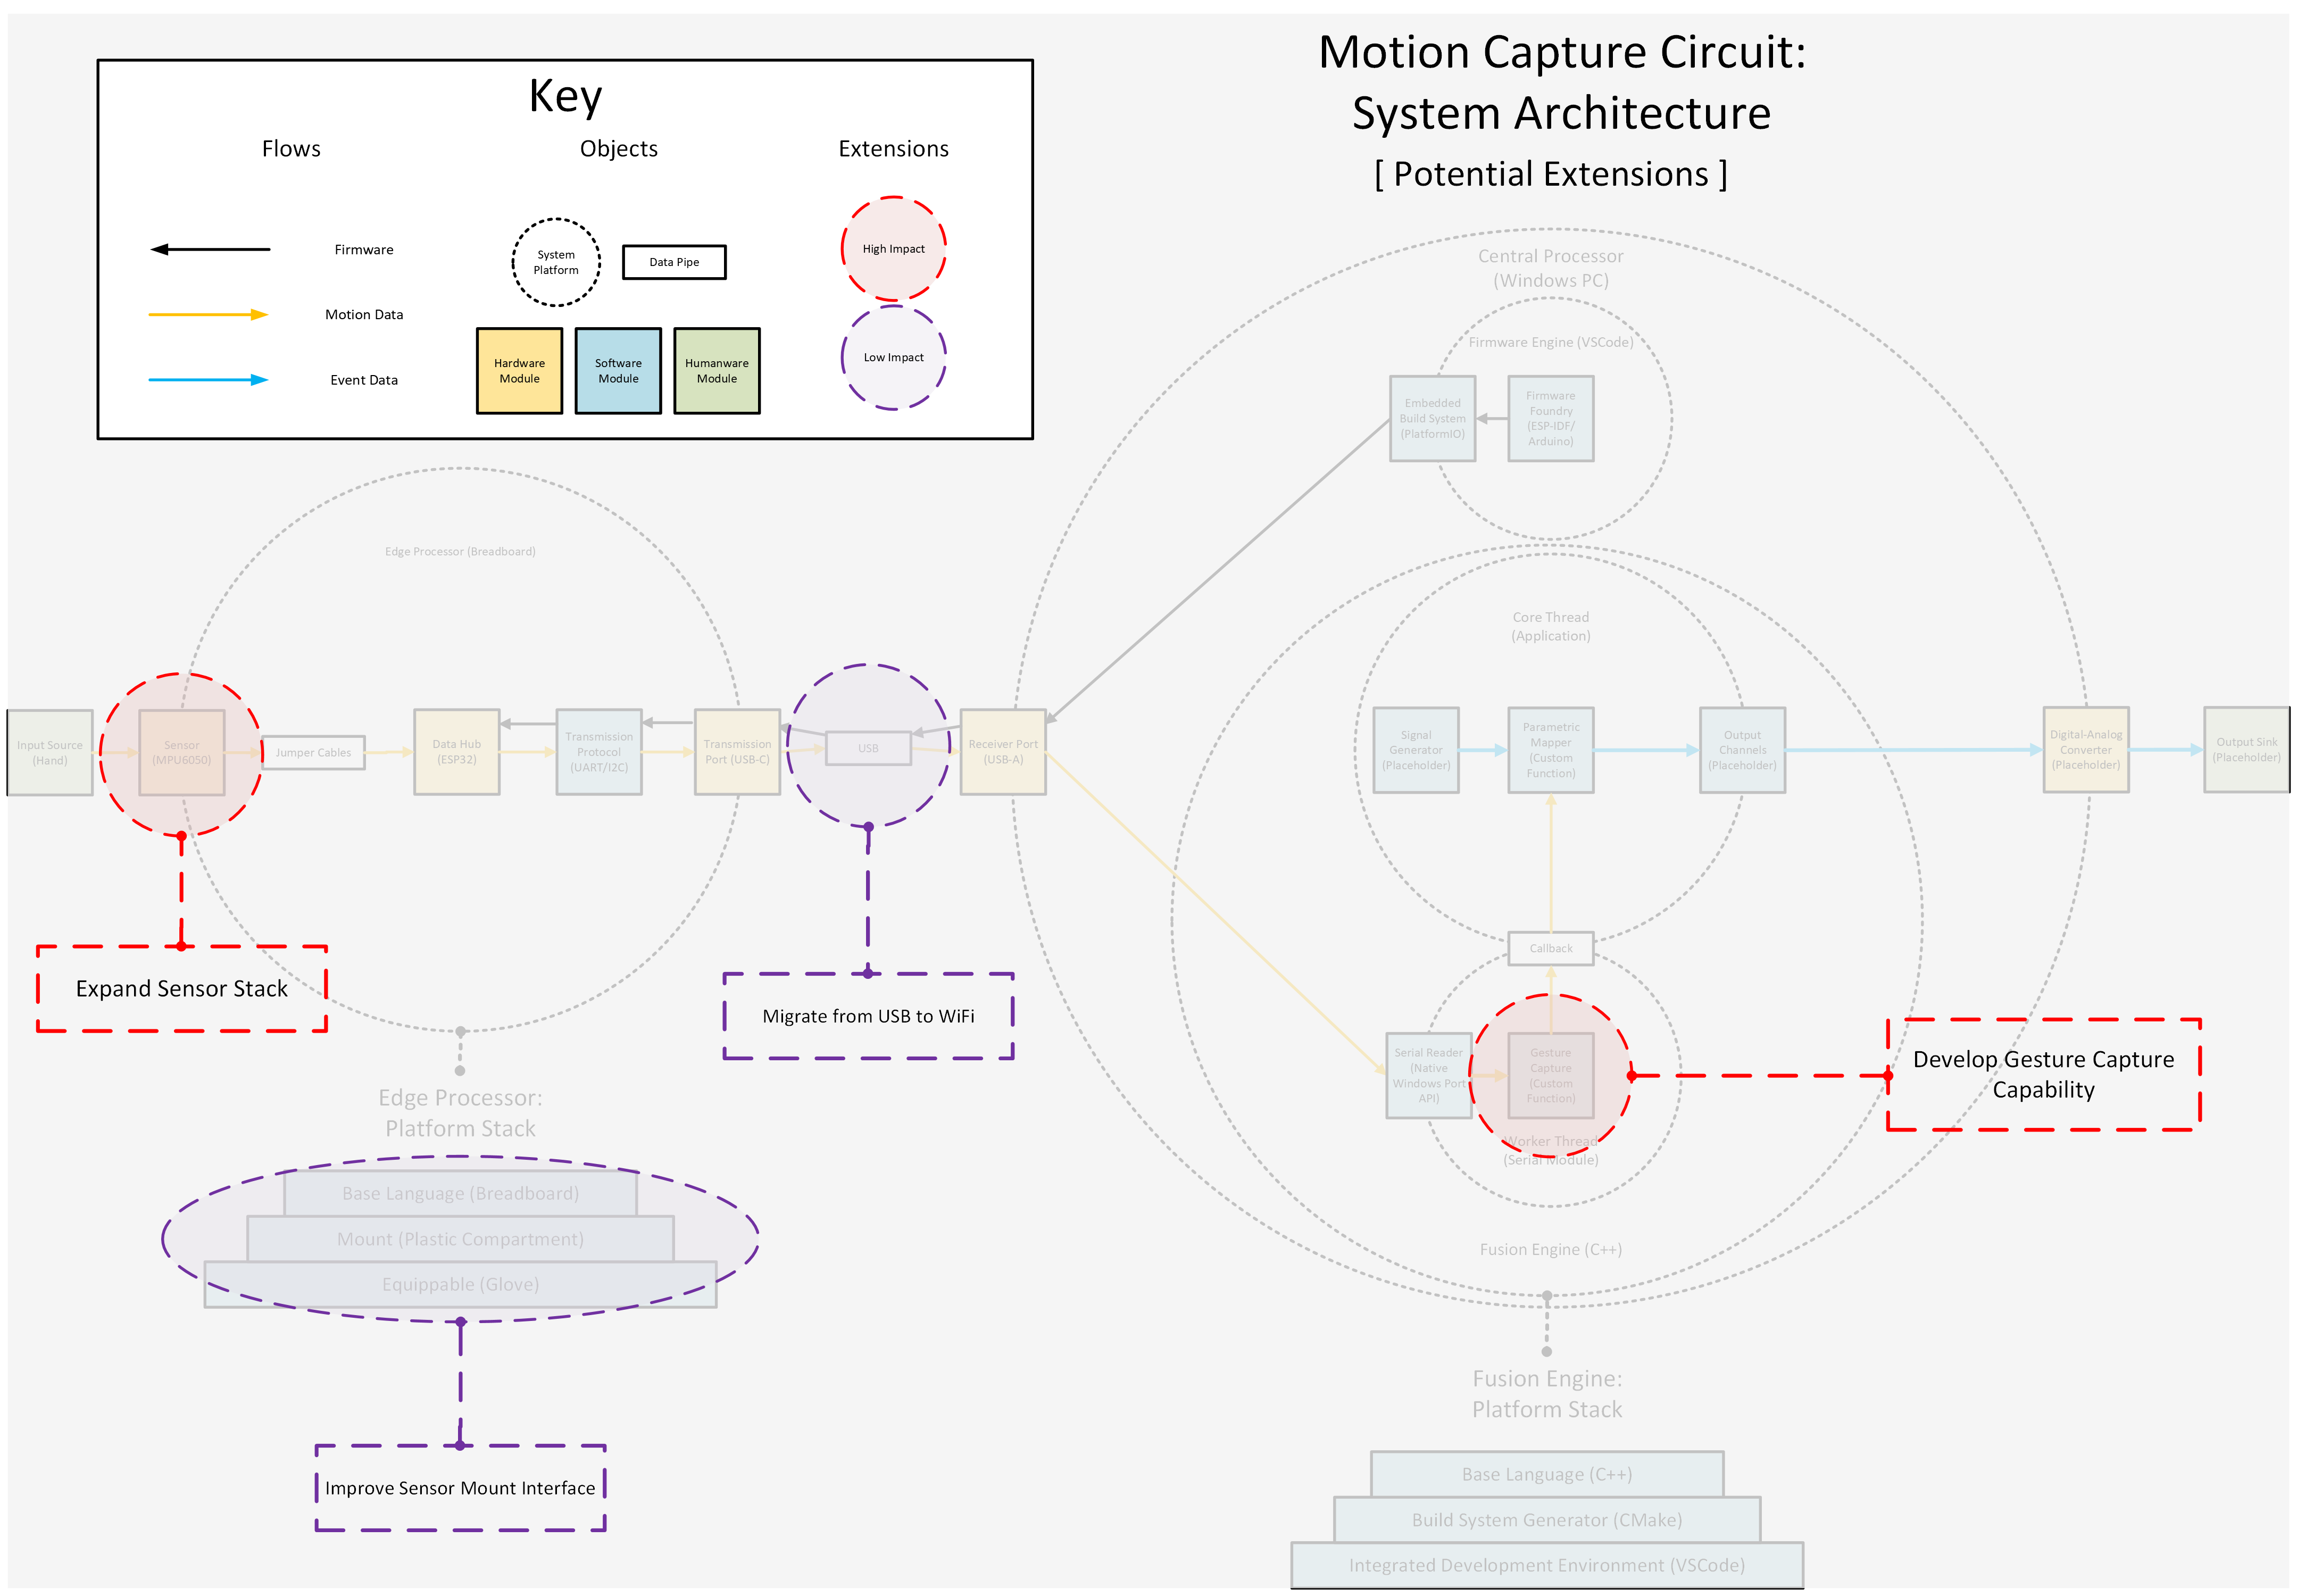 Motion Capture Circuit:
System Architecture
[ Potential Extensions ]
Key
Flows
Objects
Extensions
Firmware
Motion Data
Event Data
System
Platform
Data Pipe
Hardware
Module
Software
Module
Humanware
Module
High Impact
Low Impact
Central Processor
(Windows PC)
Firmware Engine (VSCode)
Embedded
Build System
(PlatformIO)
Firmware
Foundry
(ESP-IDF/
Arduino)
Edge Processor (Breadboard)
Core Thread
(Application)
Input Source
(Hand)
Sensor
(MPU6050)
Jumper Cables
Data Hub
(ESP32)
Transmission
Protocol
(UART/I2C)
Transmission
Port (USB-C)
USB
Receiver Port
(USB-A)
Signal
Generator
(Placeholder)
Parametric
Mapper
(Custom
Function)
Output
Channels
(Placeholder)
Digital-Analog
Converter
(Placeholder)
Output Sink
(Placeholder)
Callback
Expand Sensor Stack
Migrate from USB to WiFi
Serial Reader
(Native
Windows Port
API)
Gesture
Capture
(Custom
Function)
Develop Gesture Capture
Capability
Worker Thread
(Serial Module)
Edge Processor:
Platform Stack
Base Language (Breadboard)
Mount (Plastic Compartment)
Equippable (Glove)
Fusion Engine (C++)
Improve Sensor Mount Interface
Fusion Engine:
Platform Stack
Base Language (C++)
Build System Generator (CMake)
Integrated Development Environment (VSCode)